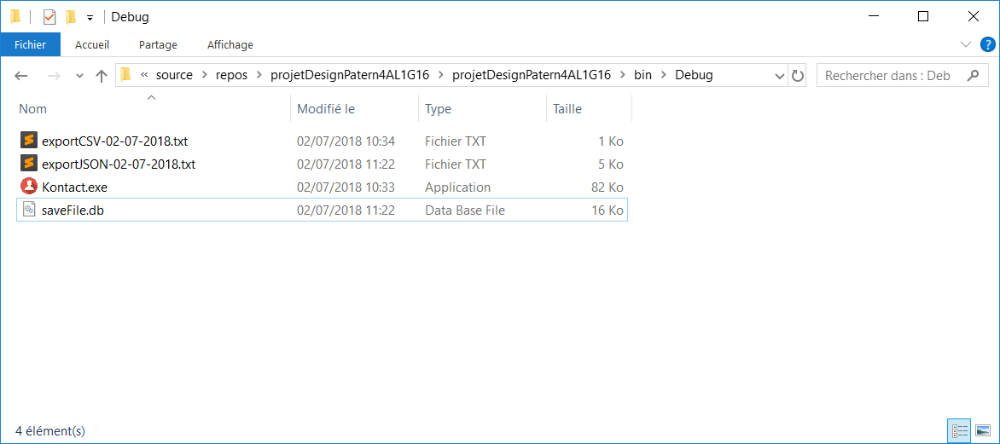 Debug
Fichier Accueil Partage Affichage ?
« source > repos > projetDesignPatern4AL1G16 > projetDesignPatern4AL1G16 > bin > Debug Rechercher dans : Deb
Nom Modifié le Type Taille
exportCSV-02-07-2018.txt 02/07/2018 10:34 Fichier TXT 1 Ko
exportJSON-02-07-2018.txt 02/07/2018 11:22 Fichier TXT 5 Ko
Kontact.exe 02/07/2018 10:33 Application 82 Ko
saveFile.db 02/07/2018 11:22 Data Base File 16 Ko
4 élément(s)